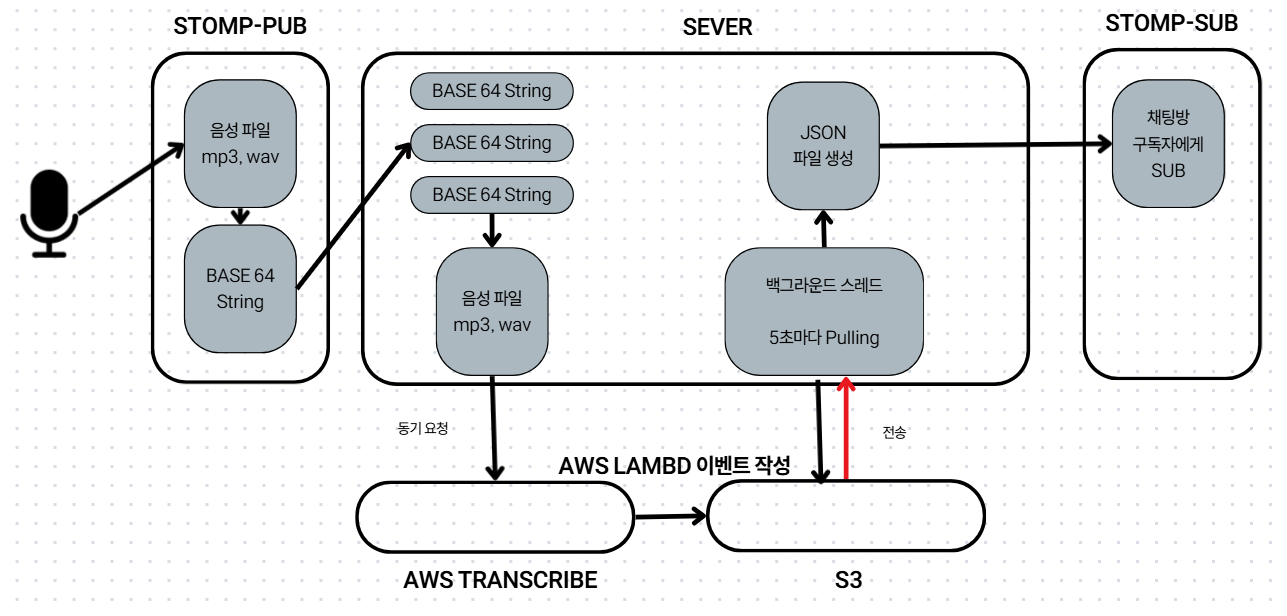 STOMP-PUB
SEVER
STOMP-SUB
음성 파일
mp3, wav
BASE 64
String
BASE 64 String
BASE 64 String
BASE 64 String
음성 파일
mp3, wav
JSON
파일 생성
백그라운드 스레드
5초마다 Pulling
채팅방
구독자에게
SUB
동기 요청
전송
AWS LAMBD 이벤트 작성
AWS TRANSCRIBE
S3